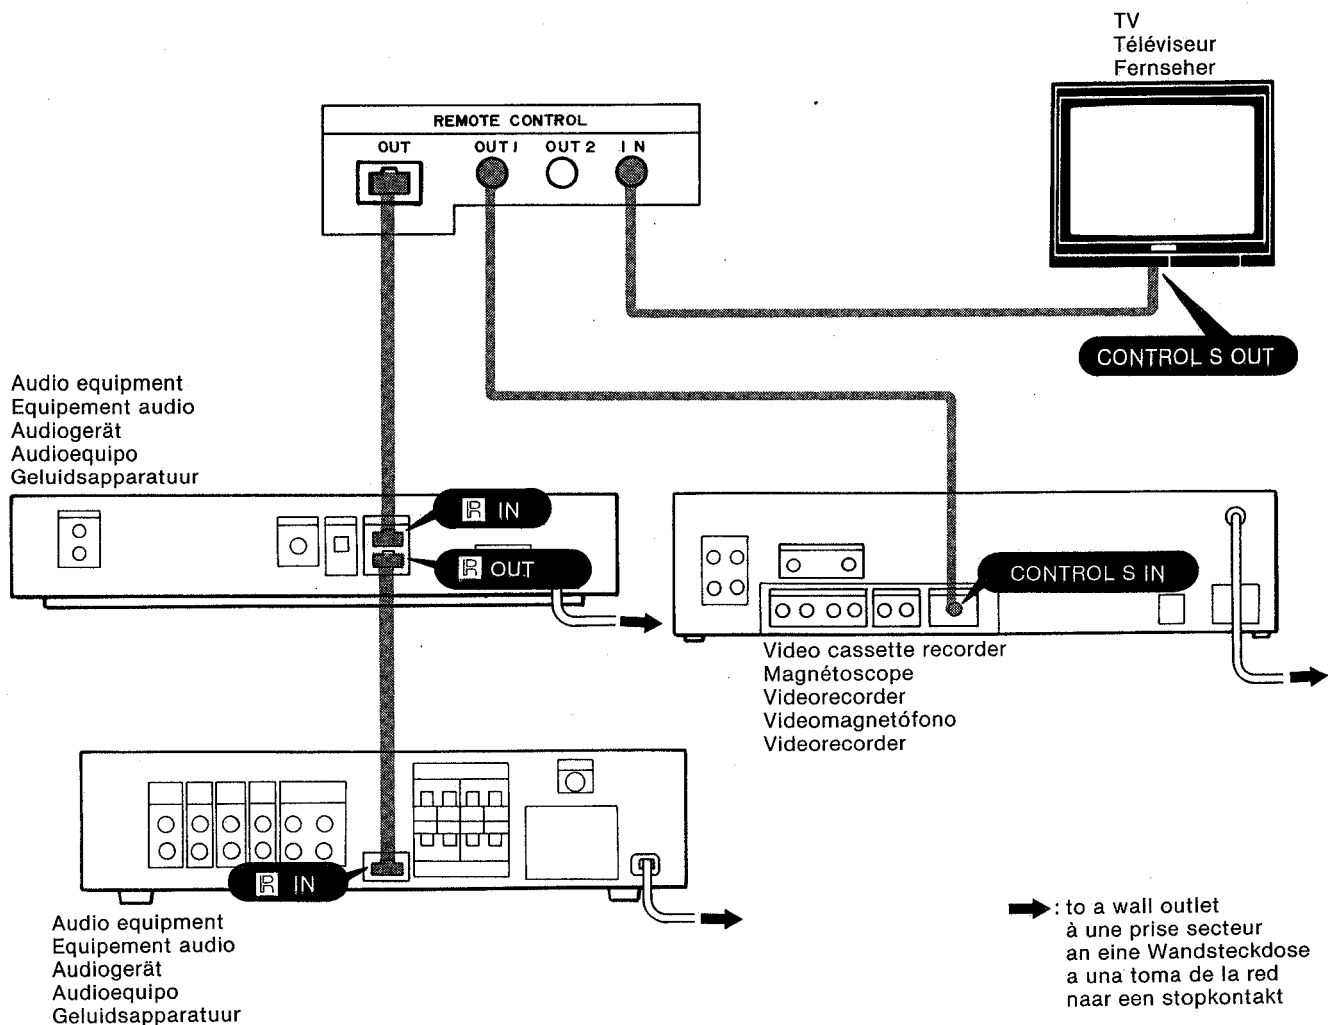 TV
Téléviseur
Fernseher
REMOTE CONTROL
OUT OUT 1 OUT 2 IN
CONTROL S OUT
Audio equipment
Equipement audio
Audiogerät
Audioequipo
Geluidsapparatuur
R IN
R OUT
CONTROL S IN
Video cassette recorder
Magnétoscope
Videorecorder
Videomagnetófono
Videorecorder
R IN
Audio equipment
Equipement audio
Audiogerät
Audioequipo
Geluidsapparatuur
: to a wall outlet
à une prise secteur
an eine Wandsteckdose
a una toma de la red
naar een stopkontakt